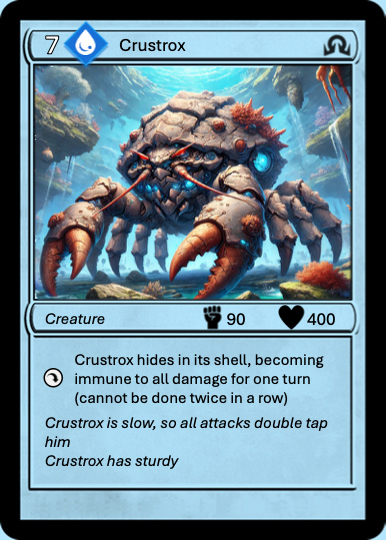 7 Crustrox
Creature 90 400
Crustrox hides in its shell, becoming
immune to all damage for one turn
(cannot be done twice in a row)
Crustrox is slow, so all attacks double tap
him
Crustrox has sturdy